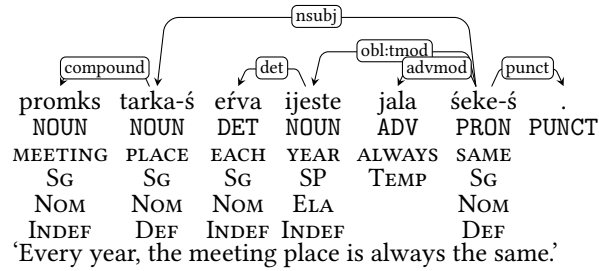 nsubj
obl:tmod
compound det advmod punct
promks tarka-ś eŕva ijeste jala śeke-ś .
NOUN NOUN DET NOUN ADV PRON PUNCT
MEETING PLACE EACH YEAR ALWAYS SAME
SG SG SG SP TEMP SG
NOM NOM NOM ELA NOM
INDEF DEF INDEF INDEF DEF
‘Every year, the meeting place is always the same.’